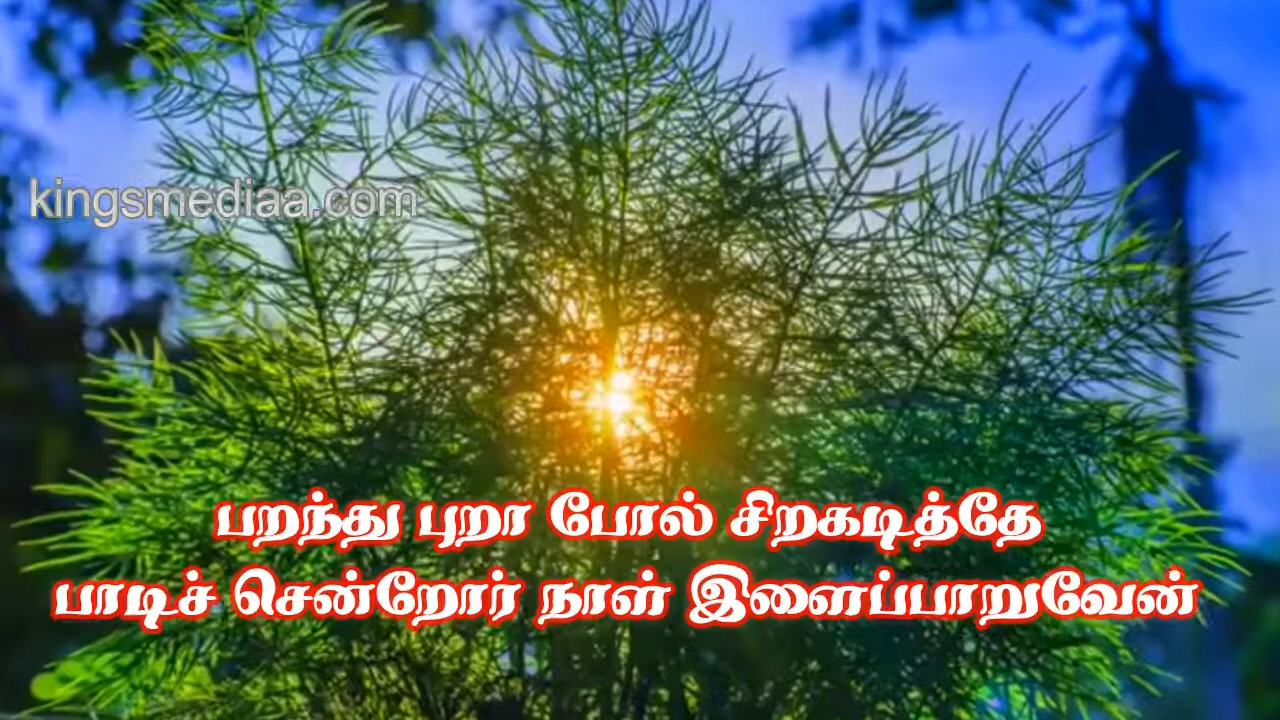 kingsmediaa.com
பறந்து புறா போல் சிறகடித்தே
பாடிச் சென்றோர் நாள் இளைப்பாறுவேன்